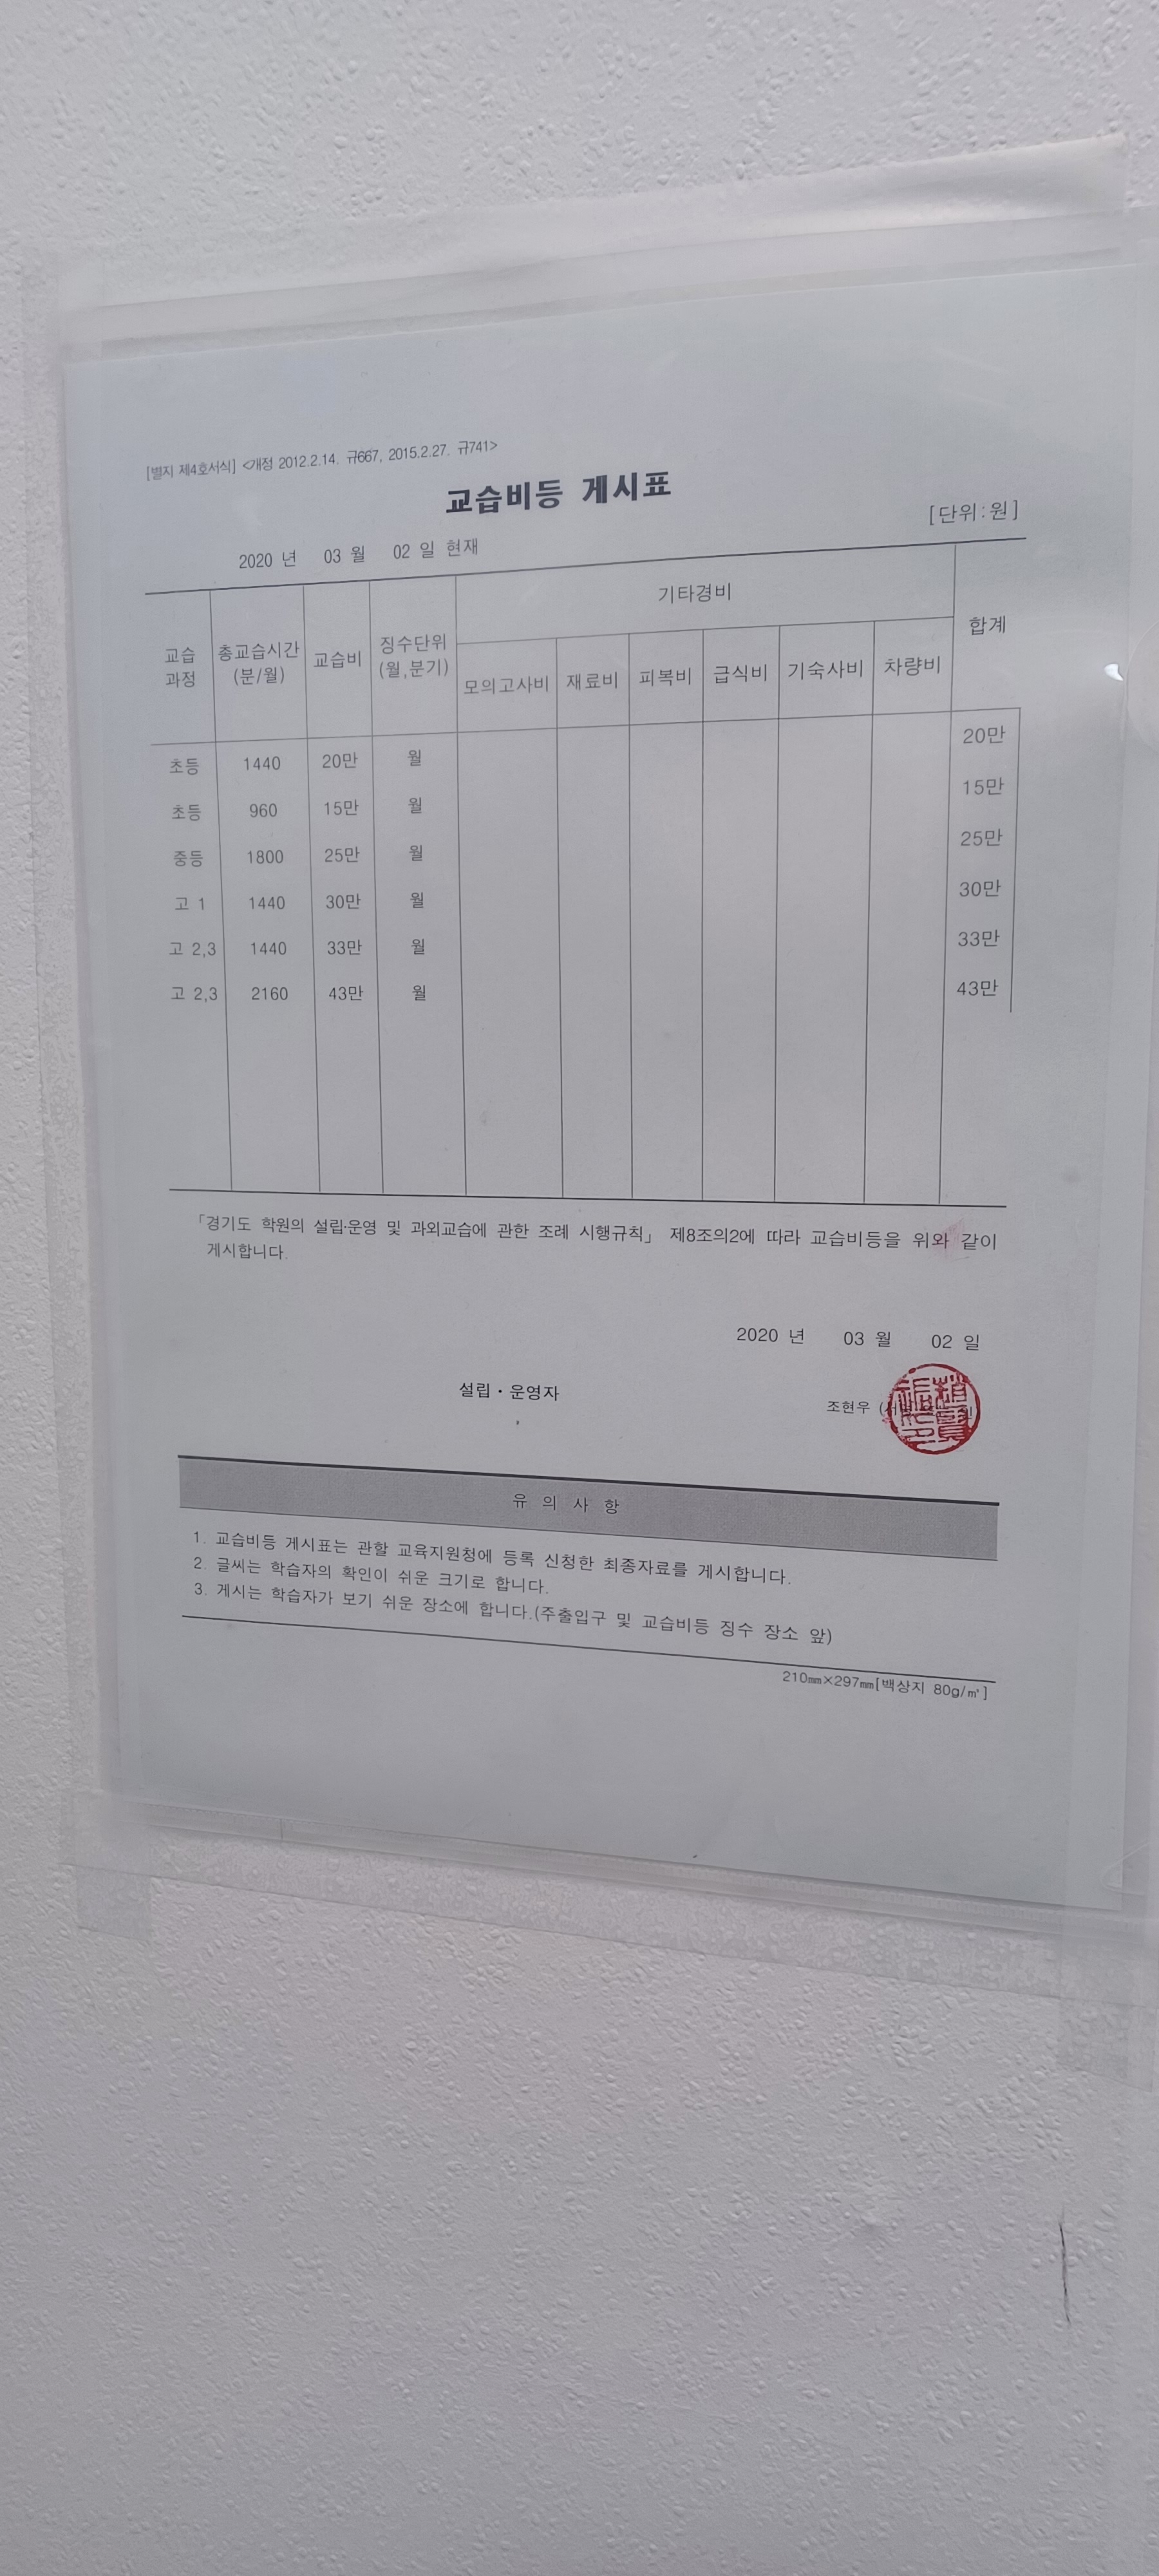 [별지 제4호서식] <개정 2012.2.14. 규667, 2015.2.27. 규741>
교습비등 게시표
[단위:원]
2020 년 03 월 02 일 현재
교습 과정 총교습시간 (분/월) 교습비 징수단위 (월,분기) 기타경비 합계
모의고사비 재료비 피복비 급식비 기숙사비 차량비
초등 1440 20만 월 20만
초등 960 15만 월 15만
중등 1800 25만 월 25만
고 1 1440 30만 월 30만
고 2,3 1440 33만 월 33만
고 2,3 2160 43만 월 43만
「경기도 학원의 설립·운영 및 과외교습에 관한 조례 시행규칙」 제8조의2에 따라 교습비등을 위와 같이
게시합니다.
2020 년 03 월 02 일
설립·운영자 조현우
유 의 사 항
1. 교습비등 게시표는 관할 교육지원청에 등록 신청한 최종자료를 게시합니다.
2. 글씨는 학습자의 확인이 쉬운 크기로 합니다.
3. 게시는 학습자가 보기 쉬운 장소에 합니다.(주출입구 및 교습비등 징수 장소 앞)
210㎜×297㎜[백상지 80g/㎡]